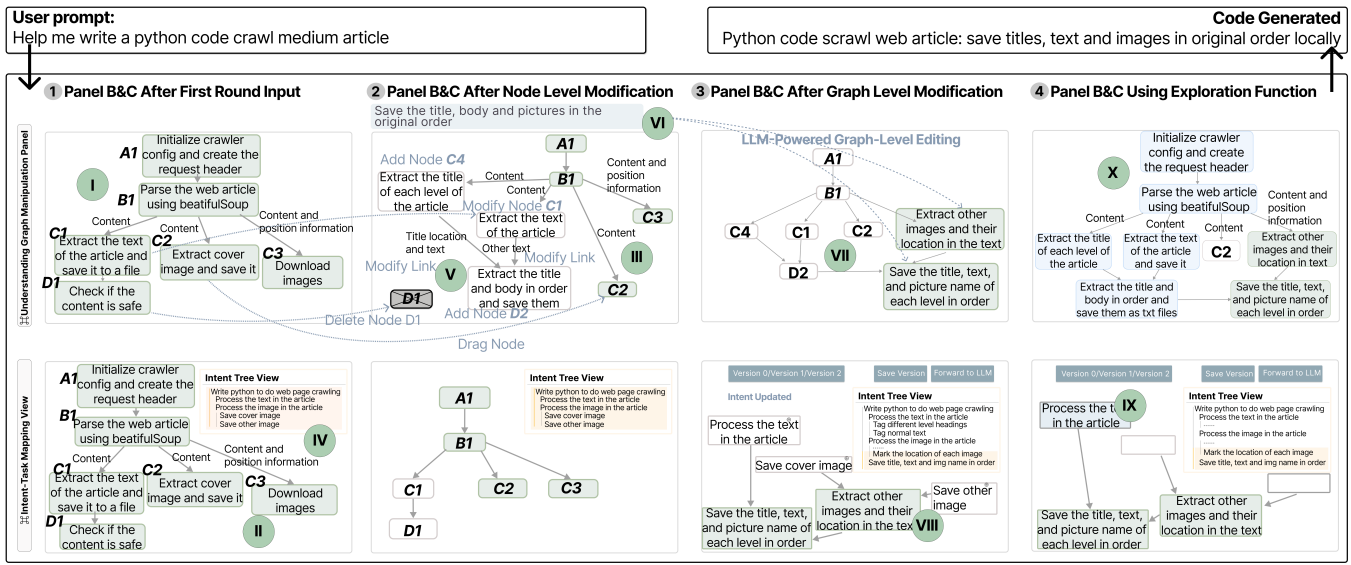 User prompt:
Help me write a python code crawl medium article
Code Generated
Python code scrawl web article: save titles, text and images in original order locally
1 Panel B&C After First Round Input
2 Panel B&C After Node Level Modification
3 Panel B&C After Graph Level Modification
4 Panel B&C Using Exploration Function
⌘Understanding Graph Manipulation Panel
A1
Initialize crawler
config and create the
request header
I
B1
Parse the web article
using beatifulSoup
Content
Content
Content and
position information
C1
Extract the text
of the article and
save it to a file
C2
Extract cover
image and save it
C3
Download
images
D1
Check if the
content is safe
Save the title, body and pictures in the
original order
VI
A1
Add Node C4
Extract the title
of each level of
the article
Content
B1
Content
Content and
position
information
Modify Node C1
Extract the text
of the article
C3
Title location
and text
Other text
Content
Modify Link
Modify Link
V
III
Extract the title
and body in order
and save them
D1
C2
Add Node D2
Delete Node D1
Drag Node
LLM-Powered Graph-Level Editing
A1
B1
C4
C1
C2
Extract other
images and their
location in the text
VII
D2
Save the title, text,
and picture name of
each level in order
Initialize crawler
config and create
the request header
X
Parse the web article
using beatifulSoup
Content and
position
information
Content
Content
Content
Extract the title
of each level of
the article
Extract the text
of the article
and save it
C2
Extract other
images and their
location in text
Extract the title and
body in order and
save them as txt files
Save the title, text,
and picture name of
each level in order
⌘Intent-Task Mapping View
A1
Initialize crawler
config and create the
request header
B1
Parse the web article
using beatifulSoup
Intent Tree View
Write python to do web page crawling
Process the text in the article
Process the image in the article
Save cover image
Save other image
IV
Content
Content
Content and
position information
C1
Extract the text
of the article and
save it to a file
C2
Extract cover
image and save it
C3
Download
images
D1
Check if the
content is safe
II
A1
B1
C1
C2
C3
D1
Intent Tree View
Write python to do web page crawling
Process the text in the article
Process the image in the article
Save cover image
Save other image
Version 0/Version 1/Version 2
Save Version
Forward to LLM
Intent Updated
Process the text
in the article
Save cover image
Save other
image
Extract other
images and their
location in the text
VIII
Save the title, text,
and picture name of
each level in order
Intent Tree View
Write python to do web page crawling
Process the text in the article
Tag different level headings
Tag normal text
Process the image in the article
......
Mark the location of each image
Save title, text and img name in order
Version 0/Version 1/Version 2
Save Version
Forward to LLM
Process the
in the article
IX
Intent Tree View
Write python to do web page crawling
Process the text in the article
......
Process the image in the article
......
Mark the location of each image
Save title, text and img name in order
Extract other
images and their
location in the text
Save the title, text,
and picture name of
each level in order